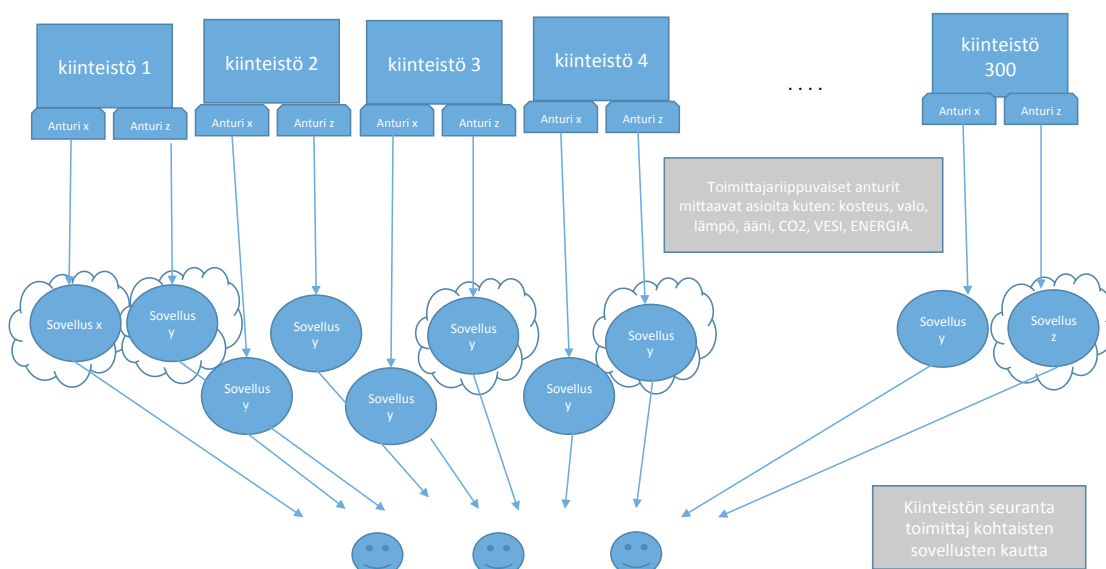 kiinteistö 1
kiinteistö 2
kiinteistö 3
kiinteistö 4
. . . .
kiinteistö
300
Anturi x
Anturi z
Anturi x
Anturi z
Anturi x
Anturi z
Anturi x
Anturi z
Anturi x
Anturi z
Toimittajariippuvaiset anturit
mittaavat asioita kuten: kosteus, valo,
lämpö, ääni, CO2, VESI, ENERGIA.
Sovellus x
Sovellus
y
Sovellus
y
Sovellus
y
Sovellus
y
Sovellus
y
Sovellus
y
Sovellus
y
Sovellus
y
Sovellus
z
Kiinteistön seuranta
toimittaj kohtaisten
sovellusten kautta